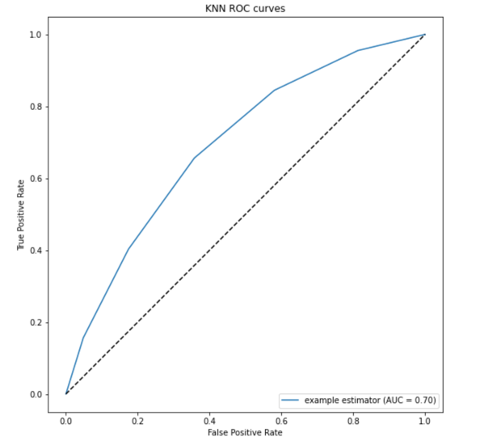 KNN ROC curves
1.0
0.8
0.6
0.4
0.2
0.0
True Positive Rate
example estimator (AUC = 0.70)
0.0 0.2 0.4 0.6 0.8 1.0
False Positive Rate